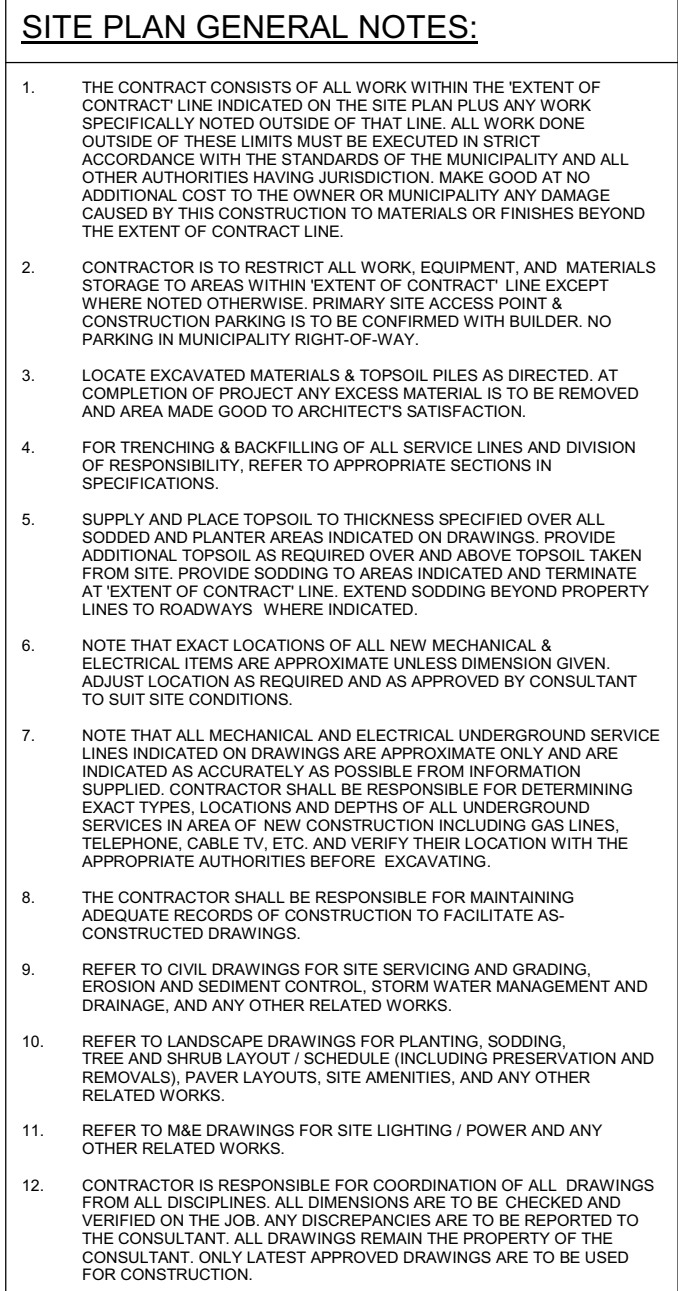 SITE PLAN GENERAL NOTES:
1. THE CONTRACT CONSISTS OF ALL WORK WITHIN THE 'EXTENT OF
CONTRACT' LINE INDICATED ON THE SITE PLAN PLUS ANY WORK
SPECIFICALLY NOTED OUTSIDE OF THAT LINE. ALL WORK DONE
OUTSIDE OF THESE LIMITS MUST BE EXECUTED IN STRICT
ACCORDANCE WITH THE STANDARDS OF THE MUNICIPALITY AND ALL
OTHER AUTHORITIES HAVING JURISDICTION. MAKE GOOD AT NO
ADDITIONAL COST TO THE OWNER OR MUNICIPALITY ANY DAMAGE
CAUSED BY THIS CONSTRUCTION TO MATERIALS OR FINISHES BEYOND
THE EXTENT OF CONTRACT LINE.
2. CONTRACTOR IS TO RESTRICT ALL WORK, EQUIPMENT, AND MATERIALS
STORAGE TO AREAS WITHIN 'EXTENT OF CONTRACT' LINE EXCEPT
WHERE NOTED OTHERWISE. PRIMARY SITE ACCESS POINT &
CONSTRUCTION PARKING IS TO BE CONFIRMED WITH BUILDER. NO
PARKING IN MUNICIPALITY RIGHT-OF-WAY.
3. LOCATE EXCAVATED MATERIALS & TOPSOIL PILES AS DIRECTED. AT
COMPLETION OF PROJECT ANY EXCESS MATERIAL IS TO BE REMOVED
AND AREA MADE GOOD TO ARCHITECT'S SATISFACTION.
4. FOR TRENCHING & BACKFILLING OF ALL SERVICE LINES AND DIVISION
OF RESPONSIBILITY, REFER TO APPROPRIATE SECTIONS IN
SPECIFICATIONS.
5. SUPPLY AND PLACE TOPSOIL TO THICKNESS SPECIFIED OVER ALL
SODDED AND PLANTER AREAS INDICATED ON DRAWINGS. PROVIDE
ADDITIONAL TOPSOIL AS REQUIRED OVER AND ABOVE TOPSOIL TAKEN
FROM SITE. PROVIDE SODDING TO AREAS INDICATED AND TERMINATE
AT 'EXTENT OF CONTRACT' LINE. EXTEND SODDING BEYOND PROPERTY
LINES TO ROADWAYS WHERE INDICATED.
6. NOTE THAT EXACT LOCATIONS OF ALL NEW MECHANICAL &
ELECTRICAL ITEMS ARE APPROXIMATE UNLESS DIMENSION GIVEN.
ADJUST LOCATION AS REQUIRED AND AS APPROVED BY CONSULTANT
TO SUIT SITE CONDITIONS.
7. NOTE THAT ALL MECHANICAL AND ELECTRICAL UNDERGROUND SERVICE
LINES INDICATED ON DRAWINGS ARE APPROXIMATE ONLY AND ARE
INDICATED AS ACCURATELY AS POSSIBLE FROM INFORMATION
SUPPLIED. CONTRACTOR SHALL BE RESPONSIBLE FOR DETERMINING
EXACT TYPES, LOCATIONS AND DEPTHS OF ALL UNDERGROUND
SERVICES IN AREA OF NEW CONSTRUCTION INCLUDING GAS LINES,
TELEPHONE, CABLE TV, ETC. AND VERIFY THEIR LOCATION WITH THE
APPROPRIATE AUTHORITIES BEFORE EXCAVATING.
8. THE CONTRACTOR SHALL BE RESPONSIBLE FOR MAINTAINING
ADEQUATE RECORDS OF CONSTRUCTION TO FACILITATE AS-
CONSTRUCTED DRAWINGS.
9. REFER TO CIVIL DRAWINGS FOR SITE SERVICING AND GRADING,
EROSION AND SEDIMENT CONTROL, STORM WATER MANAGEMENT AND
DRAINAGE, AND ANY OTHER RELATED WORKS.
10. REFER TO LANDSCAPE DRAWINGS FOR PLANTING, SODDING,
TREE AND SHRUB LAYOUT / SCHEDULE (INCLUDING PRESERVATION AND
REMOVALS), PAVER LAYOUTS, SITE AMENITIES, AND ANY OTHER
RELATED WORKS.
11. REFER TO M&E DRAWINGS FOR SITE LIGHTING / POWER AND ANY
OTHER RELATED WORKS.
12. CONTRACTOR IS RESPONSIBLE FOR COORDINATION OF ALL DRAWINGS
FROM ALL DISCIPLINES. ALL DIMENSIONS ARE TO BE CHECKED AND
VERIFIED ON THE JOB. ANY DISCREPANCIES ARE TO BE REPORTED TO
THE CONSULTANT. ALL DRAWINGS REMAIN THE PROPERTY OF THE
CONSULTANT. ONLY LATEST APPROVED DRAWINGS ARE TO BE USED
FOR CONSTRUCTION.